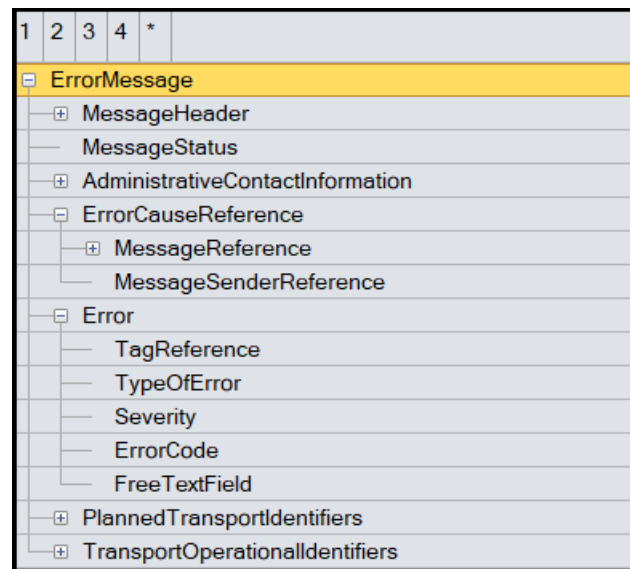 1 2 3 4 *
ErrorMessage
MessageHeader
MessageStatus
AdministrativeContactInformation
ErrorCauseReference
MessageReference
MessageSenderReference
Error
TagReference
TypeOfError
Severity
ErrorCode
FreeTextField
PlannedTransportIdentifiers
TransportOperationalIdentifiers